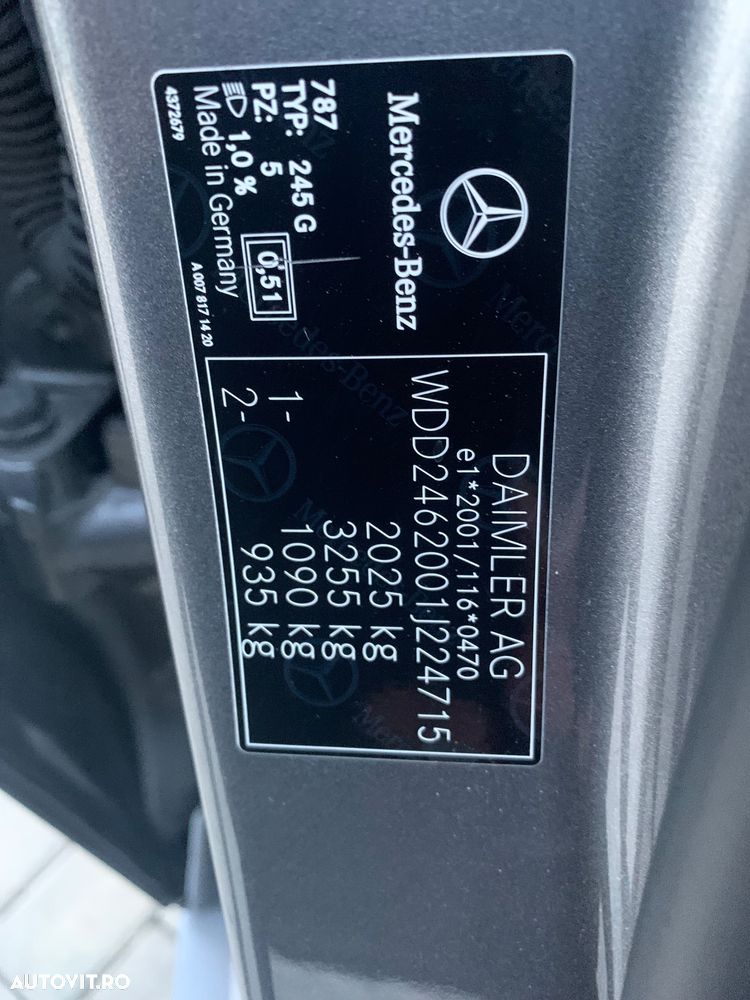 Mercedes-Benz
787
TYP: 245 G
PZ: 5
1,0 %
0,51
Made in Germany
4372679
A 007 817 14 20
DAIMLER AG
e1*2001/116*0470
WDD2462001J224715
2025 kg
3255 kg
1- 1090 kg
2- 935 kg
AUTOVIT.RO